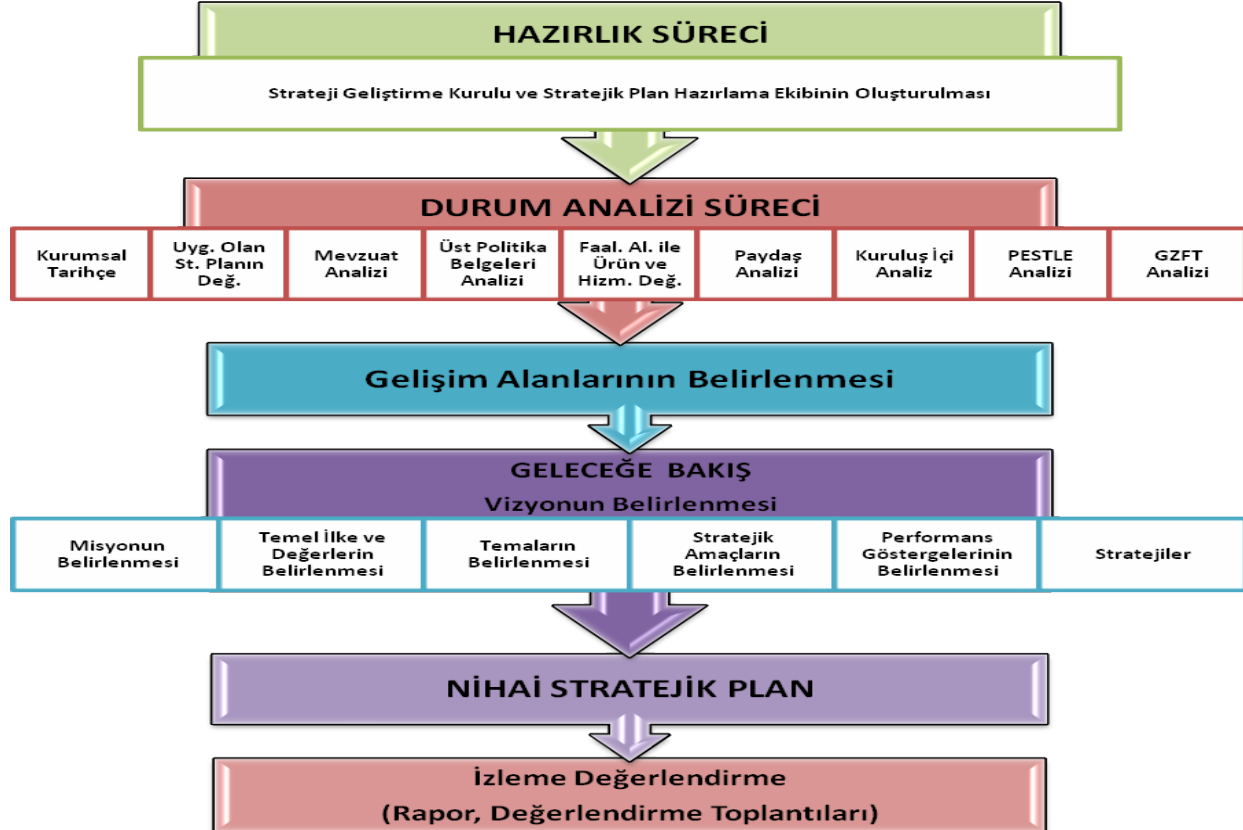 HAZIRLIK SÜRECİ
Strateji Geliştirme Kurulu ve Stratejik Plan Hazırlama Ekibinin Oluşturulması
DURUM ANALİZİ SÜRECİ
Kurumsal
Tarihçe
Uyg. Olan
St. Planın
Değ.
Mevzuat
Analizi
Üst Politika
Belgeleri
Analizi
Faal. Al. ile
Ürün ve
Hizm. Değ.
Paydaş
Analizi
Kuruluş İçi
Analiz
PESTLE
Analizi
GZFT
Analizi
Gelişim Alanlarının Belirlenmesi
GELECEĞE BAKIŞ
Vizyonun Belirlenmesi
Misyonun
Belirlenmesi
Temel İlke ve
Değerlerin
Belirlenmesi
Temaların
Belirlenmesi
Stratejik
Amaçların
Belirlenmesi
Performans
Göstergelerinin
Belirlenmesi
Stratejiler
NİHAİ STRATEJİK PLAN
İzleme Değerlendirme
(Rapor, Değerlendirme Toplantıları)